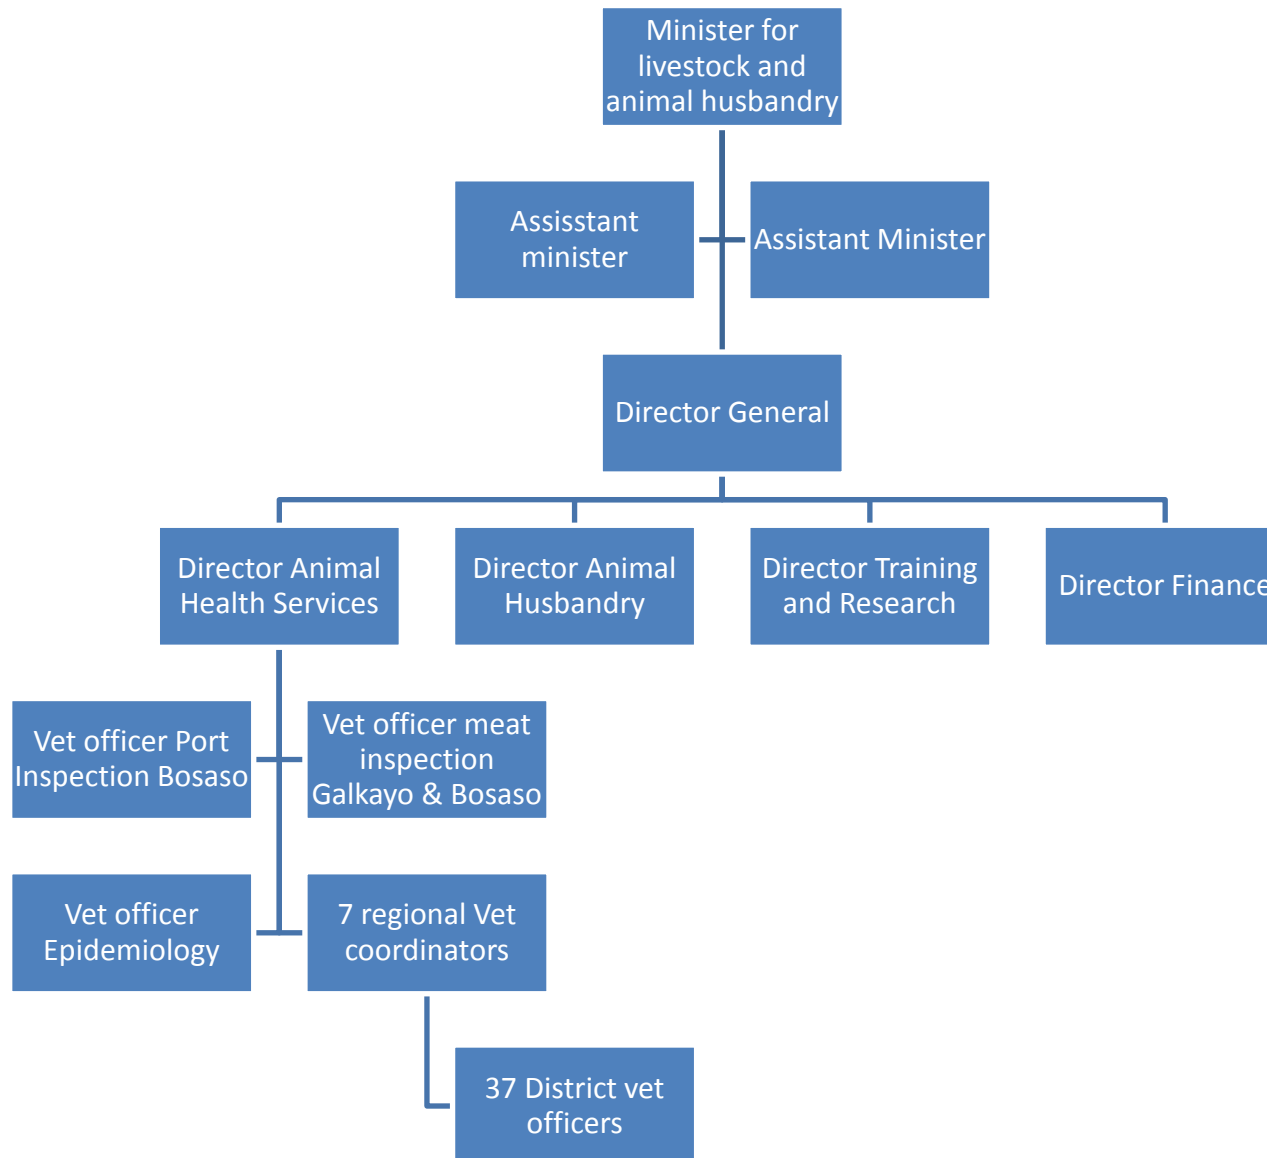 Minister for
livestock and
animal husbandry
Assisstant
minister
Assistant Minister
Director General
Director Animal
Health Services
Director Animal
Husbandry
Director Training
and Research
Director Finance
Vet officer Port
Inspection Bosaso
Vet officer meat
inspection
Galkayo & Bosaso
Vet officer
Epidemiology
7 regional Vet
coordinators
37 District vet
officers